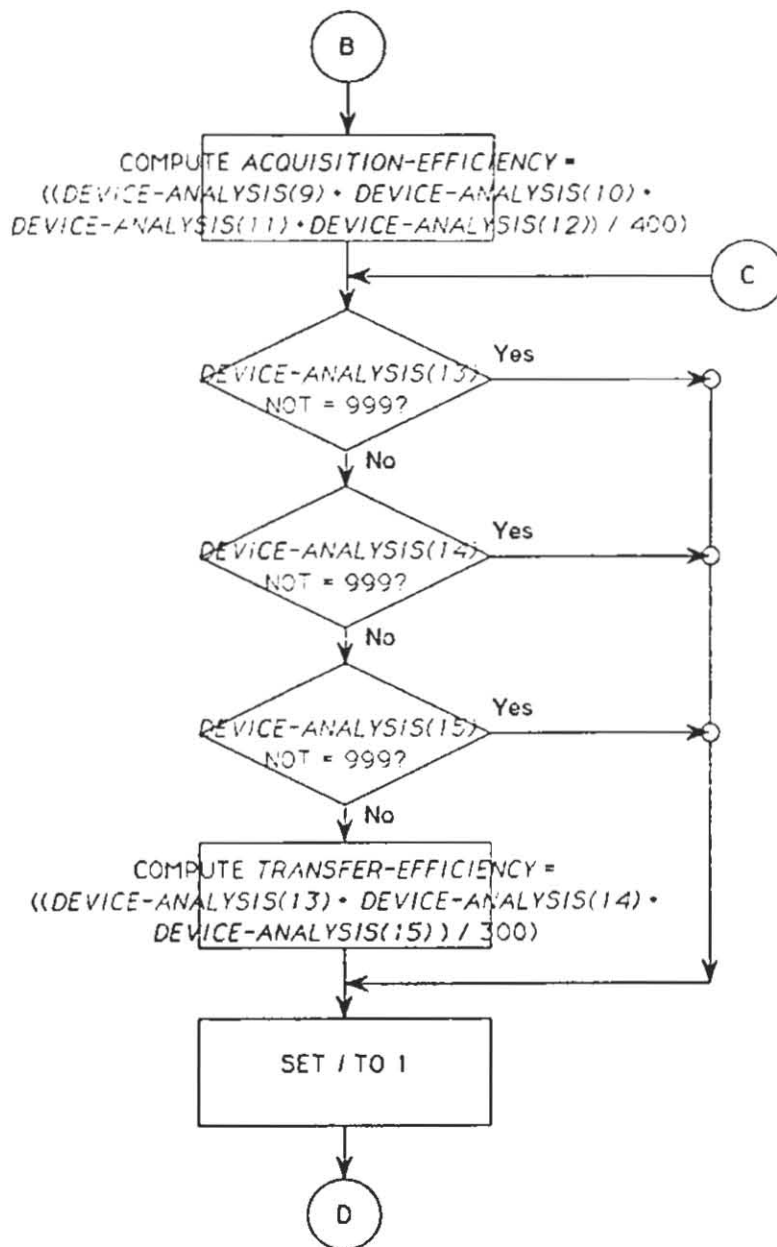 B
COMPUTE ACQUISITION-EFFICIENCY =
((DEVICE-ANALYSIS(9) + DEVICE-ANALYSIS(10) +
DEVICE-ANALYSIS(11) + DEVICE-ANALYSIS(12)) / 400)
C
DEVICE-ANALYSIS(13) Yes
NOT = 999?
No
DEVICE-ANALYSIS(14) Yes
NOT = 999?
No
DEVICE-ANALYSIS(15) Yes
NOT = 999?
No
COMPUTE TRANSFER-EFFICIENCY =
((DEVICE-ANALYSIS(13) + DEVICE-ANALYSIS(14) +
DEVICE-ANALYSIS(15)) / 300)
SET I TO 1
D